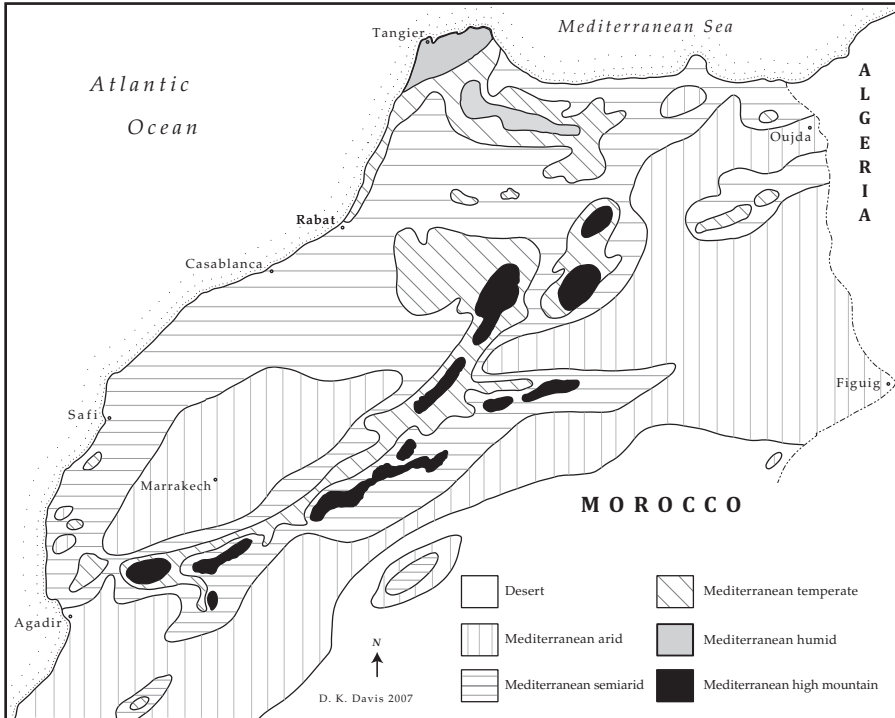 Tangier
Mediterranean Sea
Atlantic
Ocean
ALGERIA
Oujda
Rabat
Casablanca
Figuig
Safi
Marrakech
MOROCCO
Agadir
Desert
Mediterranean temperate
Mediterranean arid
Mediterranean humid
Mediterranean semiarid
Mediterranean high mountain
N
D. K. Davis 2007